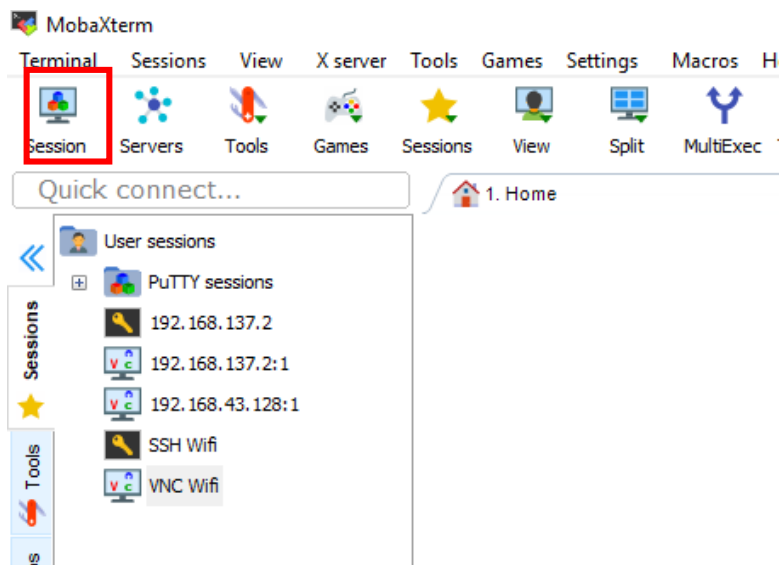 MobaXterm
Terminal Sessions View X server Tools Games Settings Macros
Session Servers Tools Games Sessions View Split MultiExec
Quick connect...
1. Home
User sessions
PuTTY sessions
192.168.137.2
192.168.137.2:1
192.168.43.128:1
SSH Wifi
VNC Wifi
Sessions
Tools